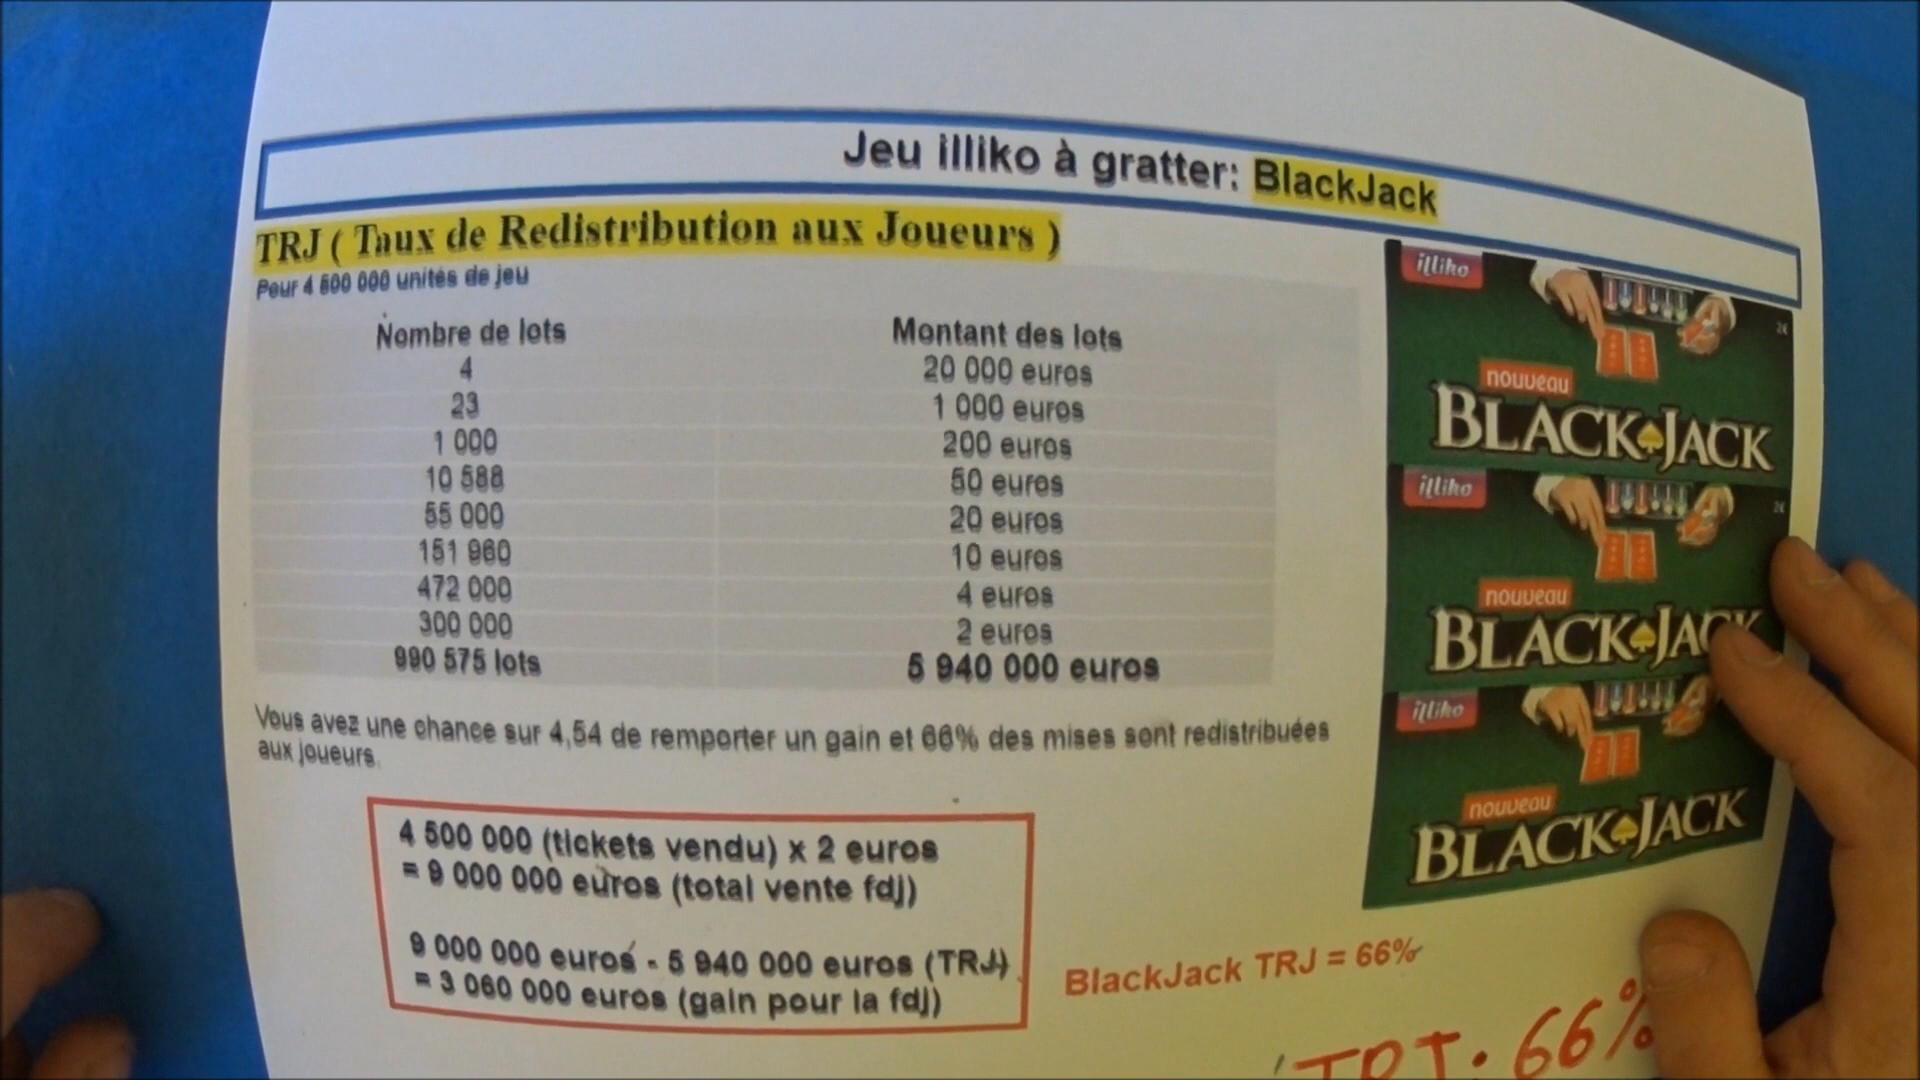 Jeu illiko à gratter: BlackJack
TRJ ( Taux de Redistribution aux Joueurs )
Pour 4 500 000 unités de jeu
Nombre de lots Montant des lots
4 20 000 euros
23 1 000 euros
1 000 200 euros
10 588 50 euros
55 000 20 euros
151 960 10 euros
472 000 4 euros
300 000 2 euros
990 575 lots 5 940 000 euros
Vous avez une chance sur 4,54 de remporter un gain et 66% des mises sont redistribuées
aux joueurs.
4 500 000 (tickets vendu) x 2 euros
= 9 000 000 euros (total vente fdj)
9 000 000 euros - 5 940 000 euros (TRJ)
= 3 060 000 euros (gain pour la fdj)
BlackJack TRJ = 66%
TRJ: 66%
illiko
2€
nouveau
BLACK JACK
illiko
2€
nouveau
BLACK JACK
illiko
nouveau
BLACK JACK